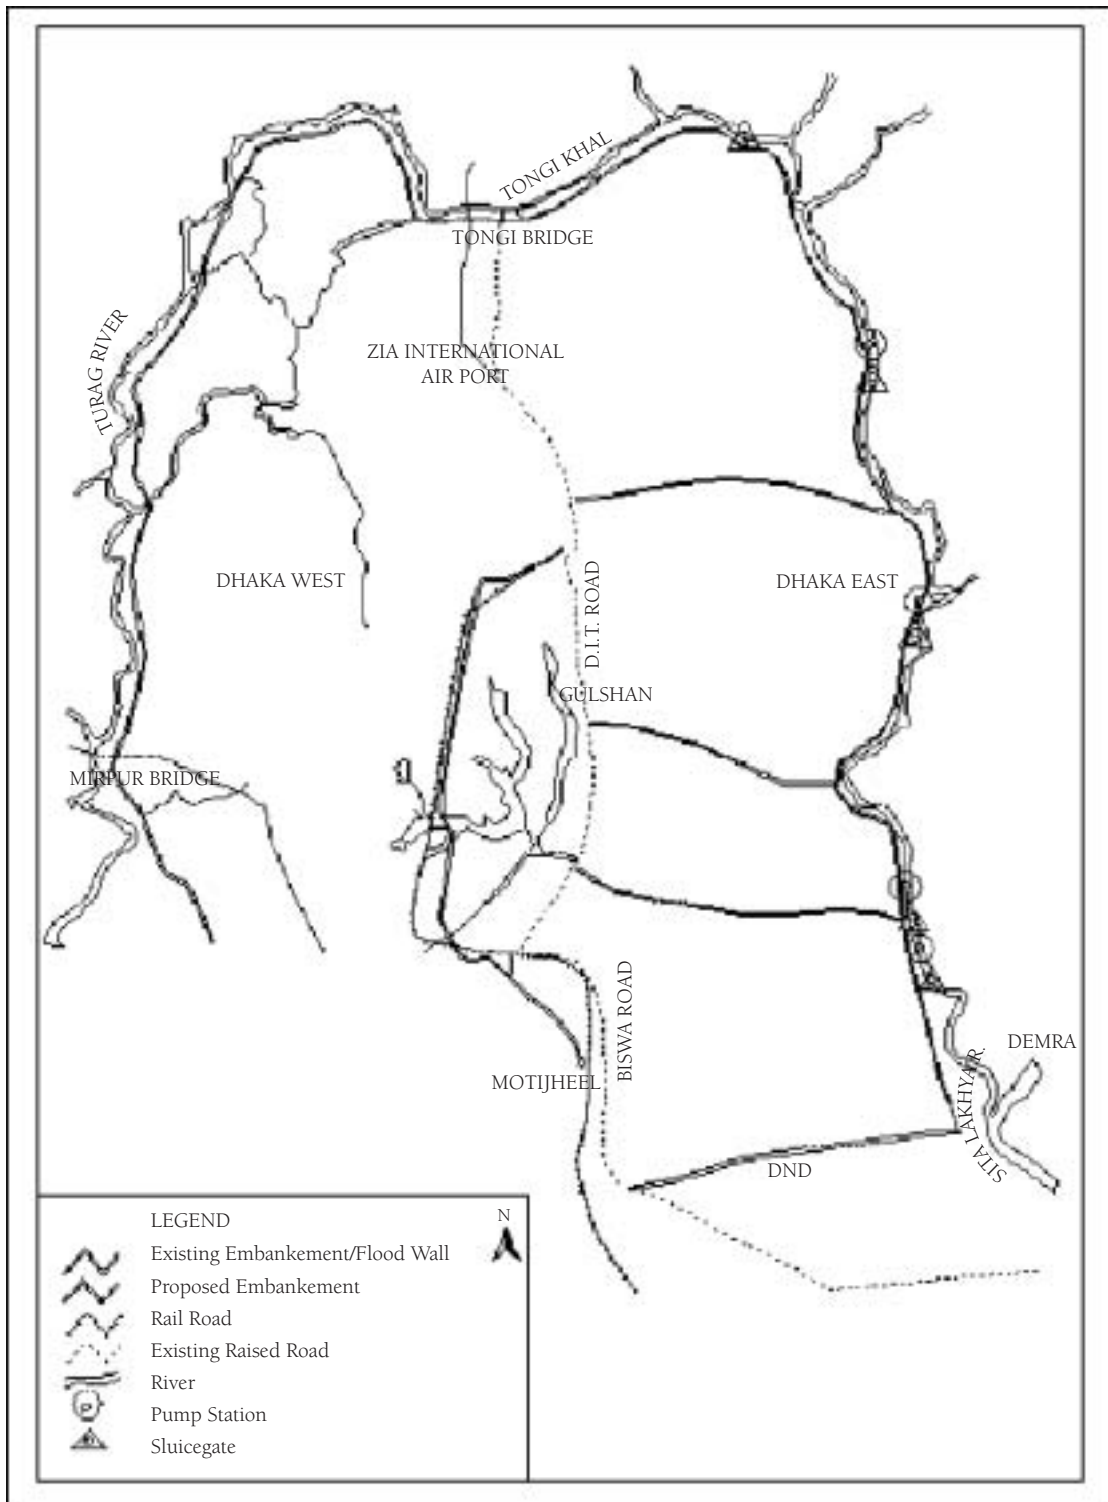 TONGI KHAL
TONGI BRIDGE
TURAG RIVER
ZIA INTERNATIONAL
AIR PORT
DHAKA WEST
D.I.T. ROAD
DHAKA EAST
GULSHAN
MIRPUR BRIDGE
BISWA ROAD
DEMRA
MOTIJHEEL
SITA LAKHYA R.
DND
LEGEND
N
Existing Embankement/Flood Wall
Proposed Embankement
Rail Road
Existing Raised Road
River
P
Pump Station
Sluicegate